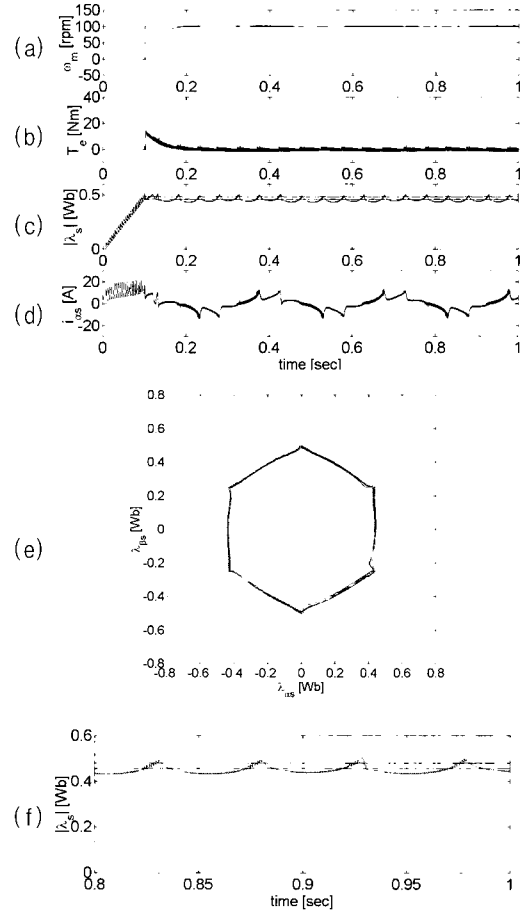 (a)
ω_m [rpm]
150
100
50
0
-50
0 0.2 0.4 0.6 0.8 1
(b)
T_e [Nm]
40
20
0
0 0.2 0.4 0.6 0.8 1
(c)
|λ_s| [Wb]
0.5
0
0 0.2 0.4 0.6 0.8 1
(d)
i_αs [A]
20
0
-20
0 0.2 0.4 0.6 0.8 1
time [sec]
(e)
λ_βs [Wb]
0.8
0.6
0.4
0.2
0
-0.2
-0.4
-0.6
-0.8
-0.8 -0.6 -0.4 -0.2 0 0.2 0.4 0.6 0.8
λ_αs [Wb]
(f)
|λ_s| [Wb]
0.6
0.4
0.2
0
0.8 0.85 0.9 0.95 1
time [sec]